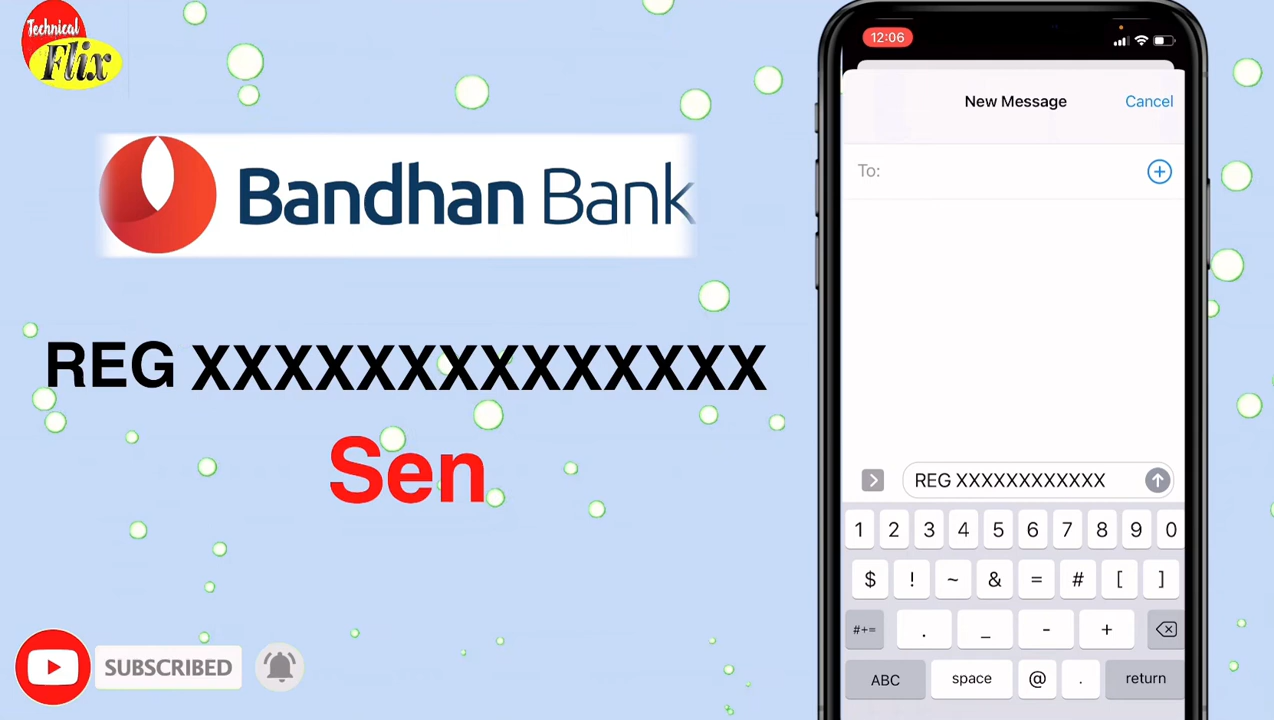 Technical
Flix
Bandhan Bank
REG XXXXXXXXXXXXXX
Sen
SUBSCRIBED
12:06
New Message
Cancel
To:
REG XXXXXXXXXXXX
1 2 3 4 5 6 7 8 9 0
$ ! ~ & = # [ ]
#+= . _ - +
ABC space @ . return